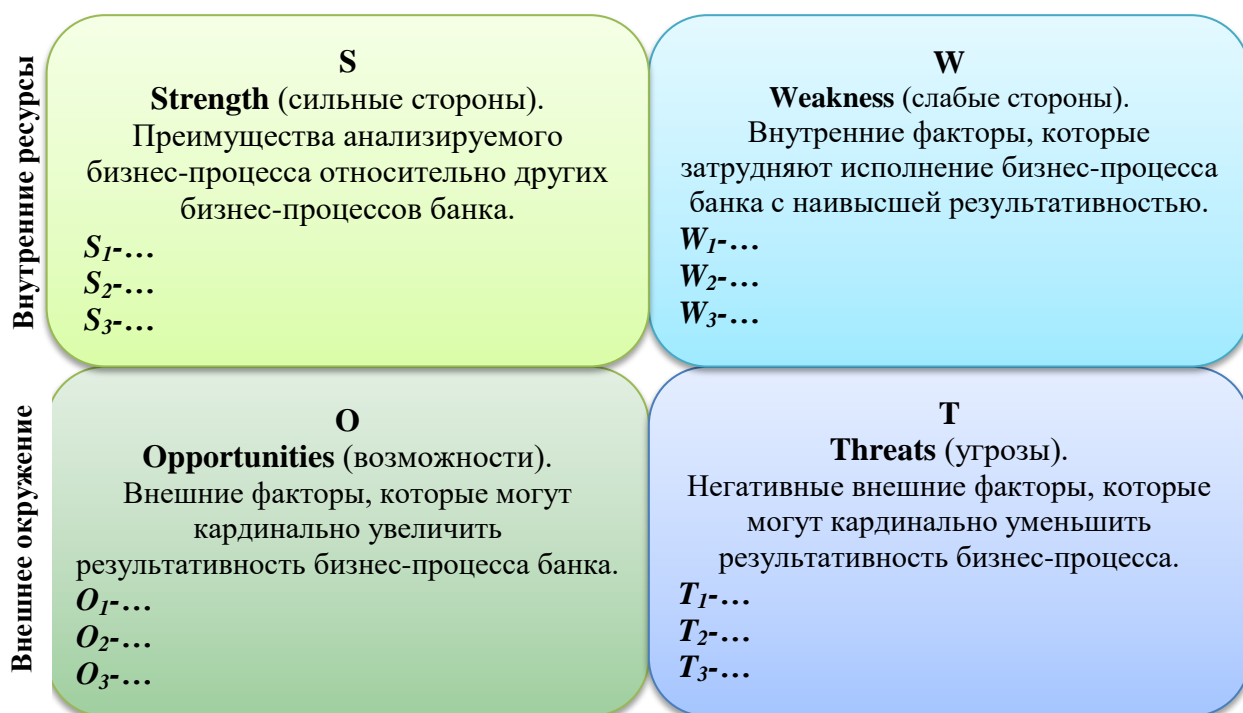 Внутренние ресурсы
S
Strength (сильные стороны).
Преимущества анализируемого
бизнес-процесса относительно других
бизнес-процессов банка.
S1-…
S2-…
S3-…
W
Weakness (слабые стороны).
Внутренние факторы, которые
затрудняют исполнение бизнес-процесса
банка с наивысшей результативностью.
W1-…
W2-…
W3-…
Внешнее окружение
O
Opportunities (возможности).
Внешние факторы, которые могут
кардинально увеличить
результативность бизнес-процесса банка.
O1-…
O2-…
O3-…
T
Threats (угрозы).
Негативные внешние факторы, которые
могут кардинально уменьшить
результативность бизнес-процесса.
T1-…
T2-…
T3-…